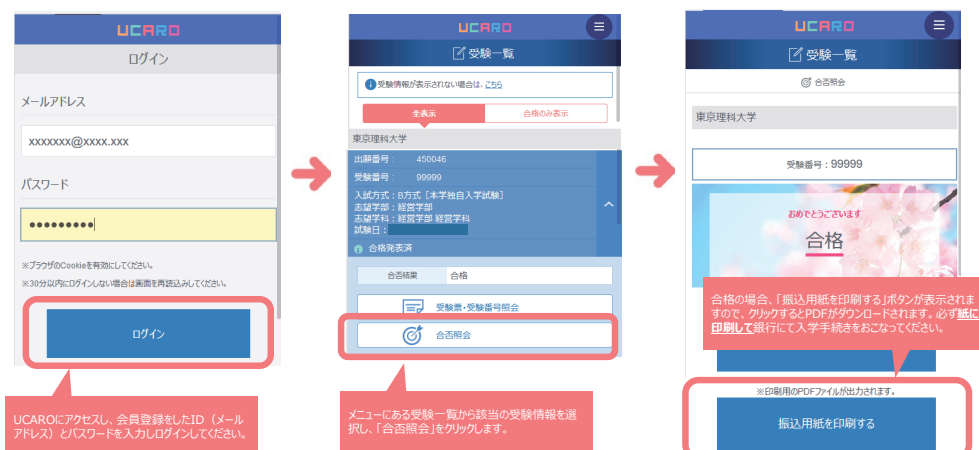 UCARO
ログイン
メールアドレス
xxxxxxx@xxxx.xxx
パスワード
※ブラウザのCookieを有効にしてください。
※30分以内にログインしない場合は画面を再読込みしてください。
ログイン
UCAROにアクセスし、会員登録をしたID（メール
アドレス）とパスワードを入力しログインしてください。
UCARO
受験一覧
受験情報が表示されない場合は、こちら
全表示
合格のみ表示
東京理科大学
出願番号： 450046
受験番号： 99999
入試方式：B方式［本学独自入学試験］
志望学部：経営学部
志望学科：経営学部 経営学科
試験日：
合格発表済
合否結果 合格
受験票・受験番号照会
合否照会
メニューにある受験一覧から該当の受験情報を選
択し、「合否照会」をクリックします。
UCARO
受験一覧
合否照会
東京理科大学
受験番号：99999
おめでとうございます
合格
合格の場合、「振込用紙を印刷する」ボタンが表示されま
すので、クリックするとPDFがダウンロードされます。必ず紙に
印刷して銀行にて入学手続きをおこなってください。
※印刷用のPDFファイルが出力されます。
振込用紙を印刷する